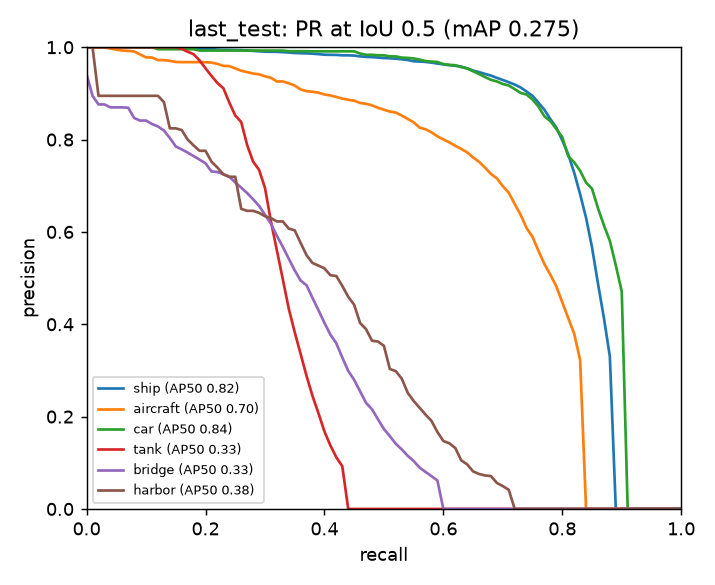 last_test: PR at IoU 0.5 (mAP 0.275)
precision
1.0
0.8
0.6
0.4
0.2
0.0
ship (AP50 0.82)
aircraft (AP50 0.70)
car (AP50 0.84)
tank (AP50 0.33)
bridge (AP50 0.33)
harbor (AP50 0.38)
0.0 0.2 0.4 0.6 0.8 1.0
recall